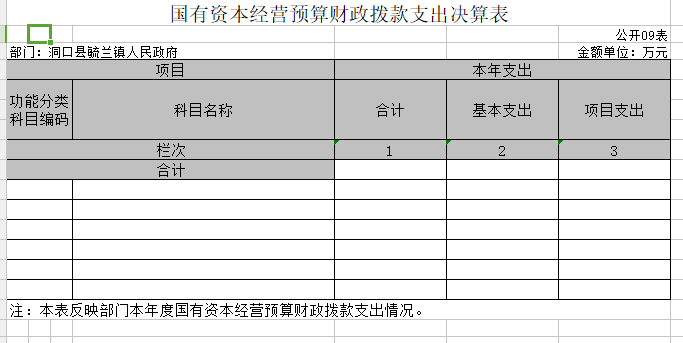 国有资本经营预算财政拨款支出决算表
公开09表
部门：洞口县毓兰镇人民政府 金额单位：万元
项目 本年支出
功能分类科目编码 科目名称 合计 基本支出 项目支出
栏次 1 2 3
合计
注：本表反映部门本年度国有资本经营预算财政拨款支出情况。